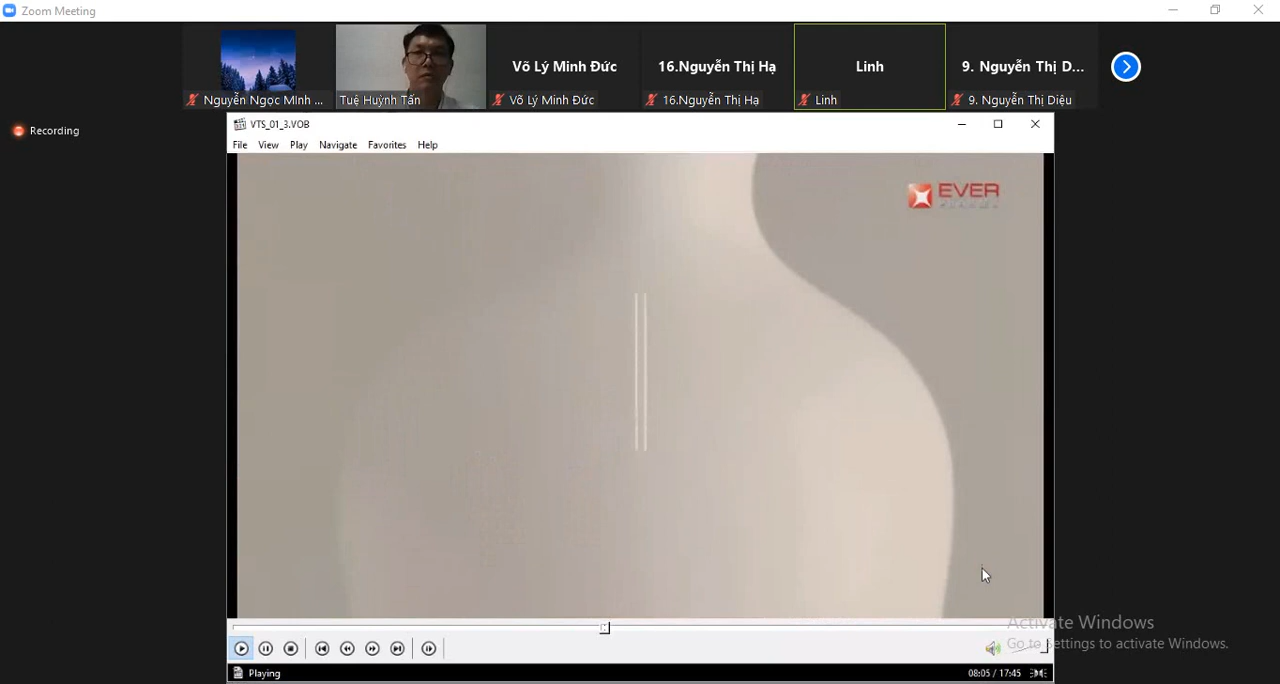 Zoom Meeting
Võ Lý Minh Đức
16.Nguyễn Thị Hạ
Linh
9. Nguyễn Thị D...
Nguyễn Ngọc Minh ...
Tuệ Huỳnh Tấn
Võ Lý Minh Đức
16.Nguyễn Thị Hạ
Linh
9. Nguyễn Thị Diệu
Recording
VTS_01_3.VOB
File View Play Navigate Favorites Help
EVER
Activate Windows
Go to Settings to activate Windows.
Playing
08:05 / 17:45